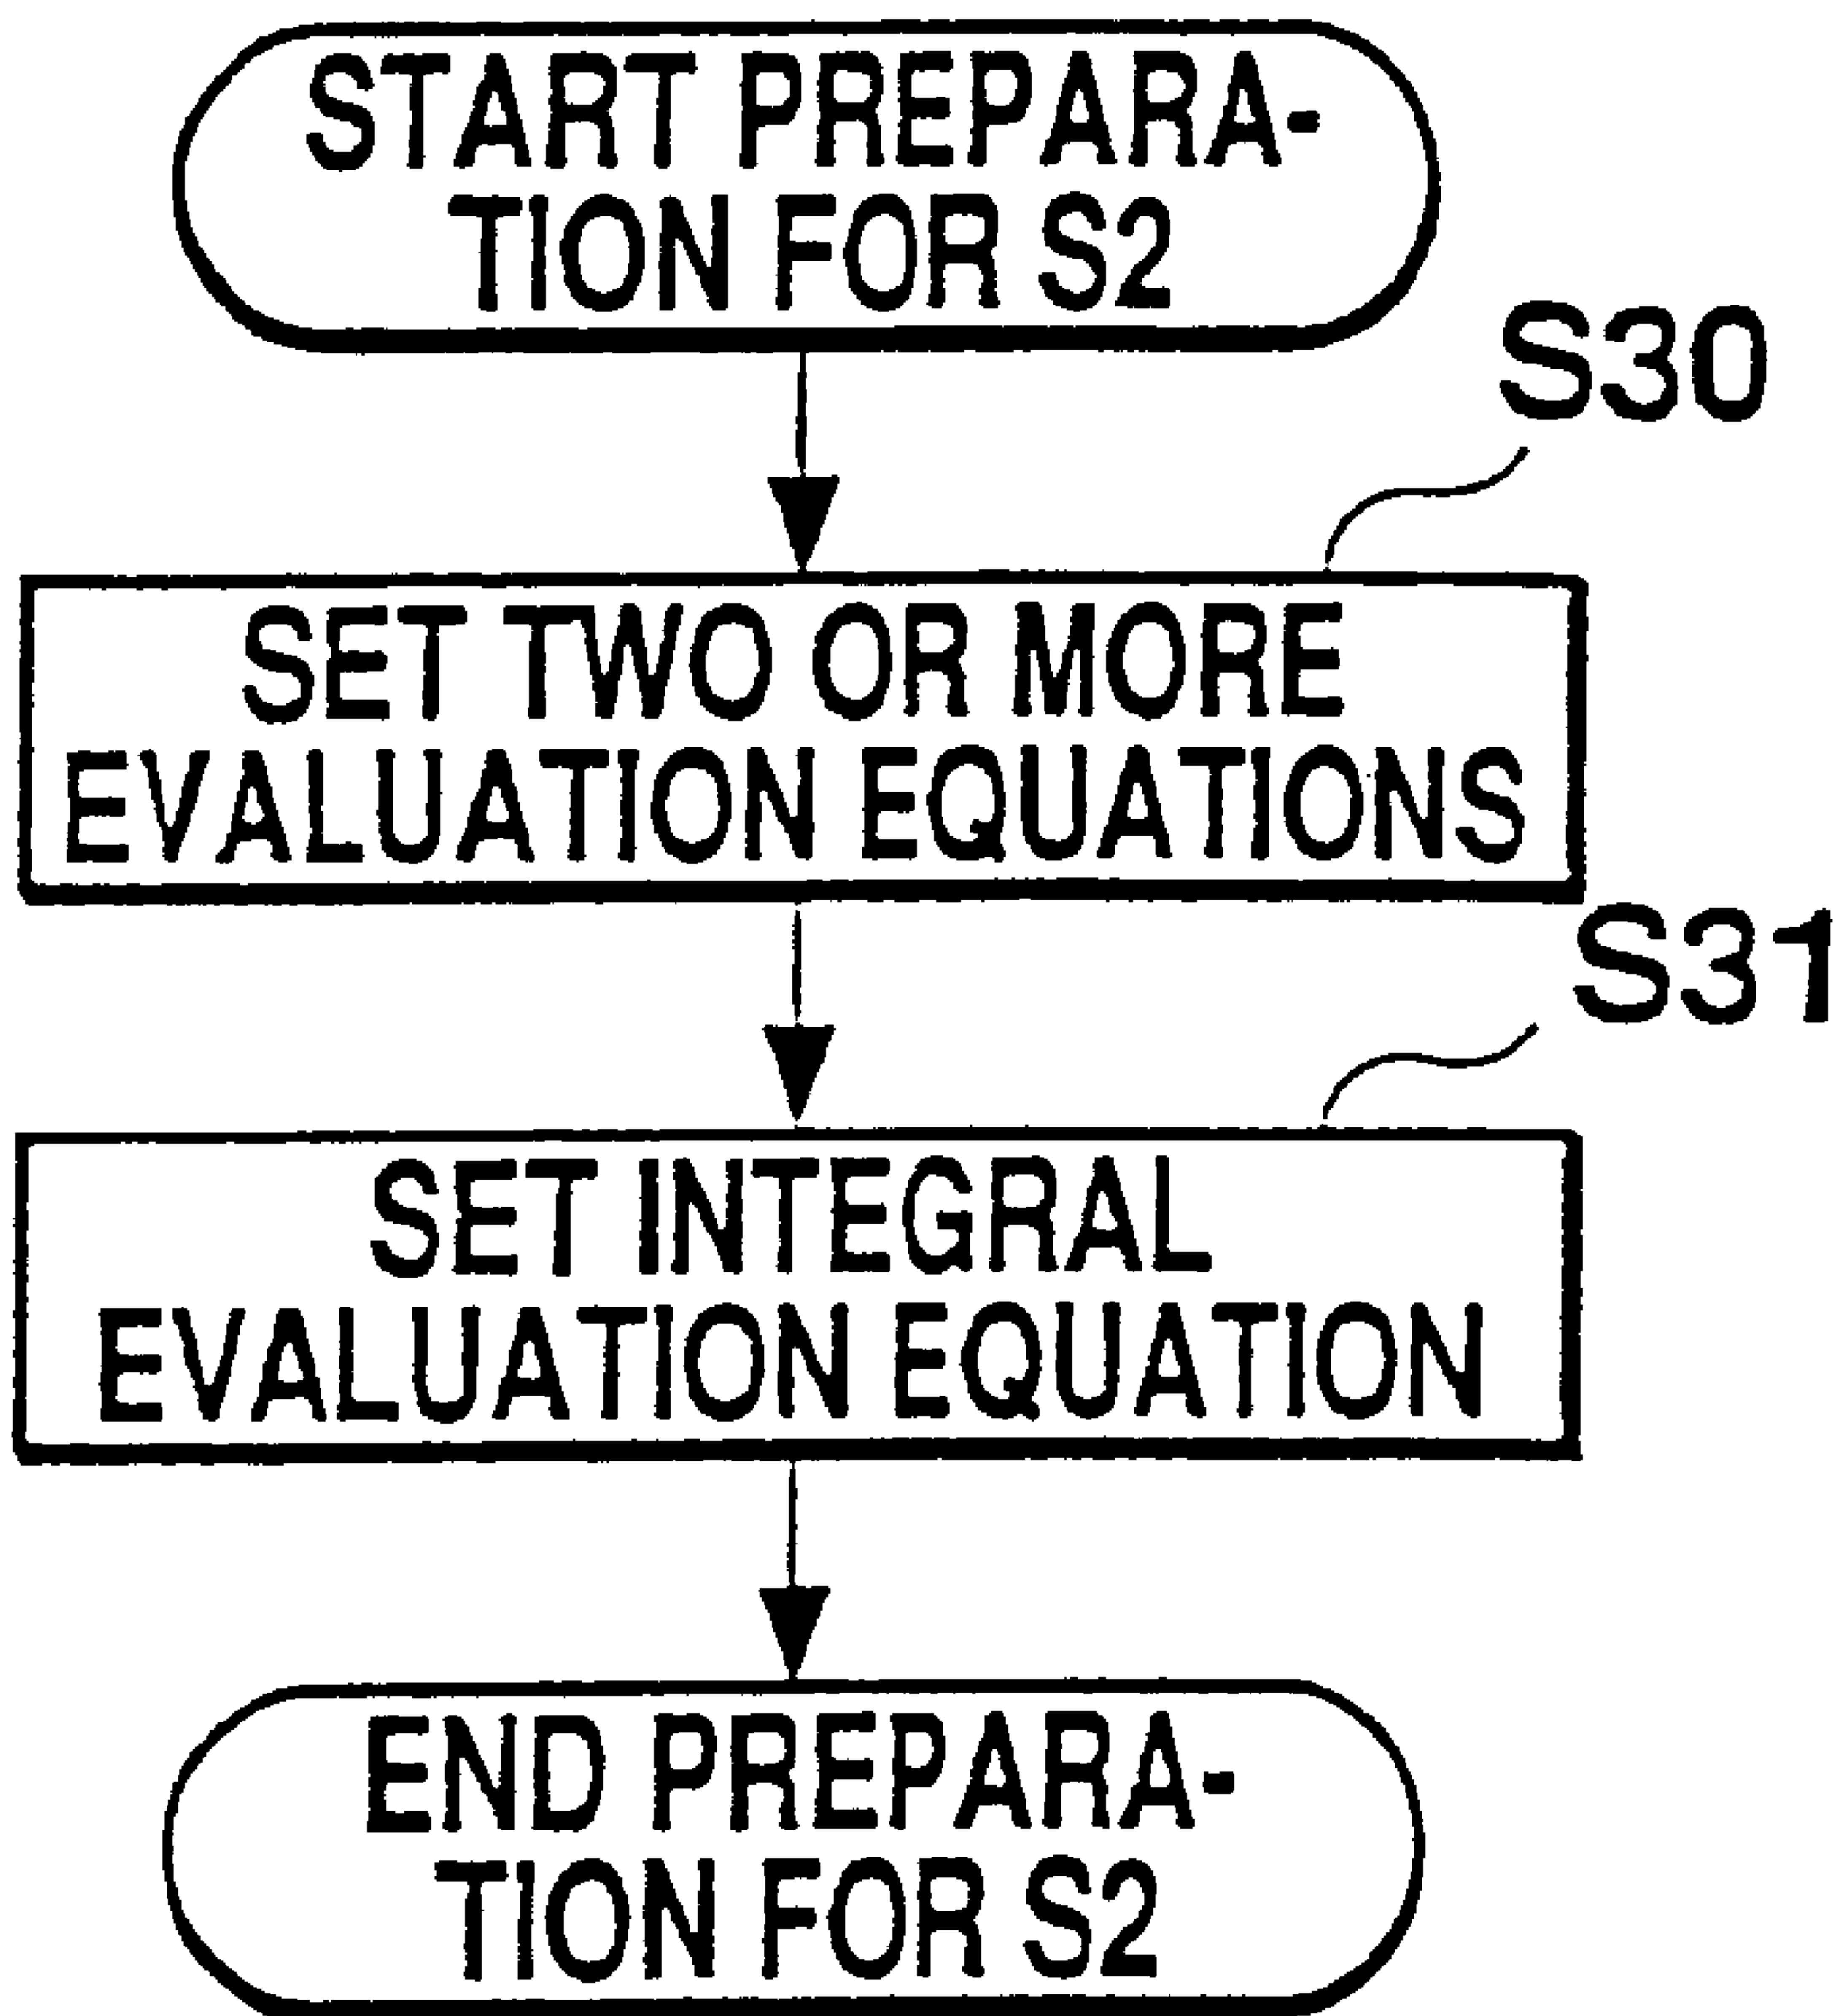 START PREPARA-
TION FOR S2
S30
SET TWO OR MORE
EVALUATION EQUATIONS
S31
SET INTEGRAL
EVALUATION EQUATION
END PREPARA-
TION FOR S2